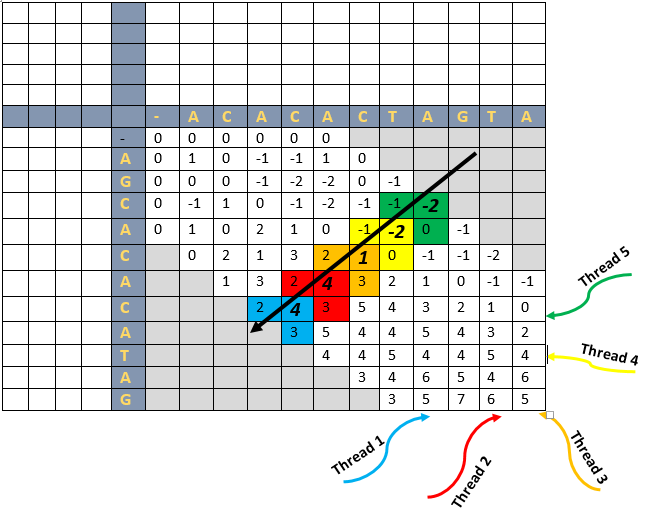 - A C A C A C T A G T A
- 0 0 0 0 0 0
A 0 1 0 -1 -1 1 0
G 0 0 0 -1 -2 -2 0 -1
C 0 -1 1 0 -1 -2 -1 -1 -2
A 0 1 0 2 1 0 -1 -2 0 -1
C 0 2 1 3 2 1 0 -1 -1 -2
A 1 3 2 4 3 2 1 0 -1 -1
C 2 4 3 5 4 3 2 1 0
A 3 5 4 4 5 4 3 2
T 4 4 5 4 4 5 4
A 3 4 6 5 4 6
G 3 5 7 6 5
Thread 5
Thread 4
Thread 1
Thread 2
Thread 3